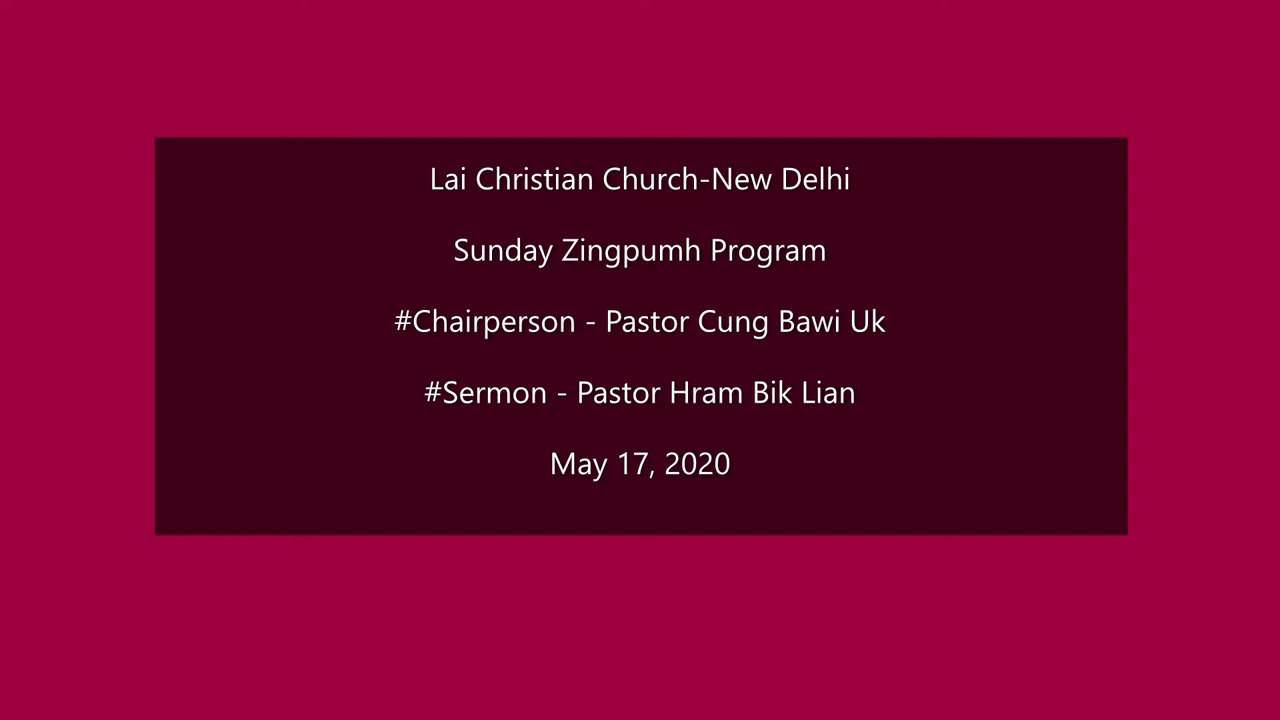 Lai Christian Church-New Delhi
Sunday Zingpumh Program
#Chairperson - Pastor Cung Bawi Uk
#Sermon - Pastor Hram Bik Lian
May 17, 2020